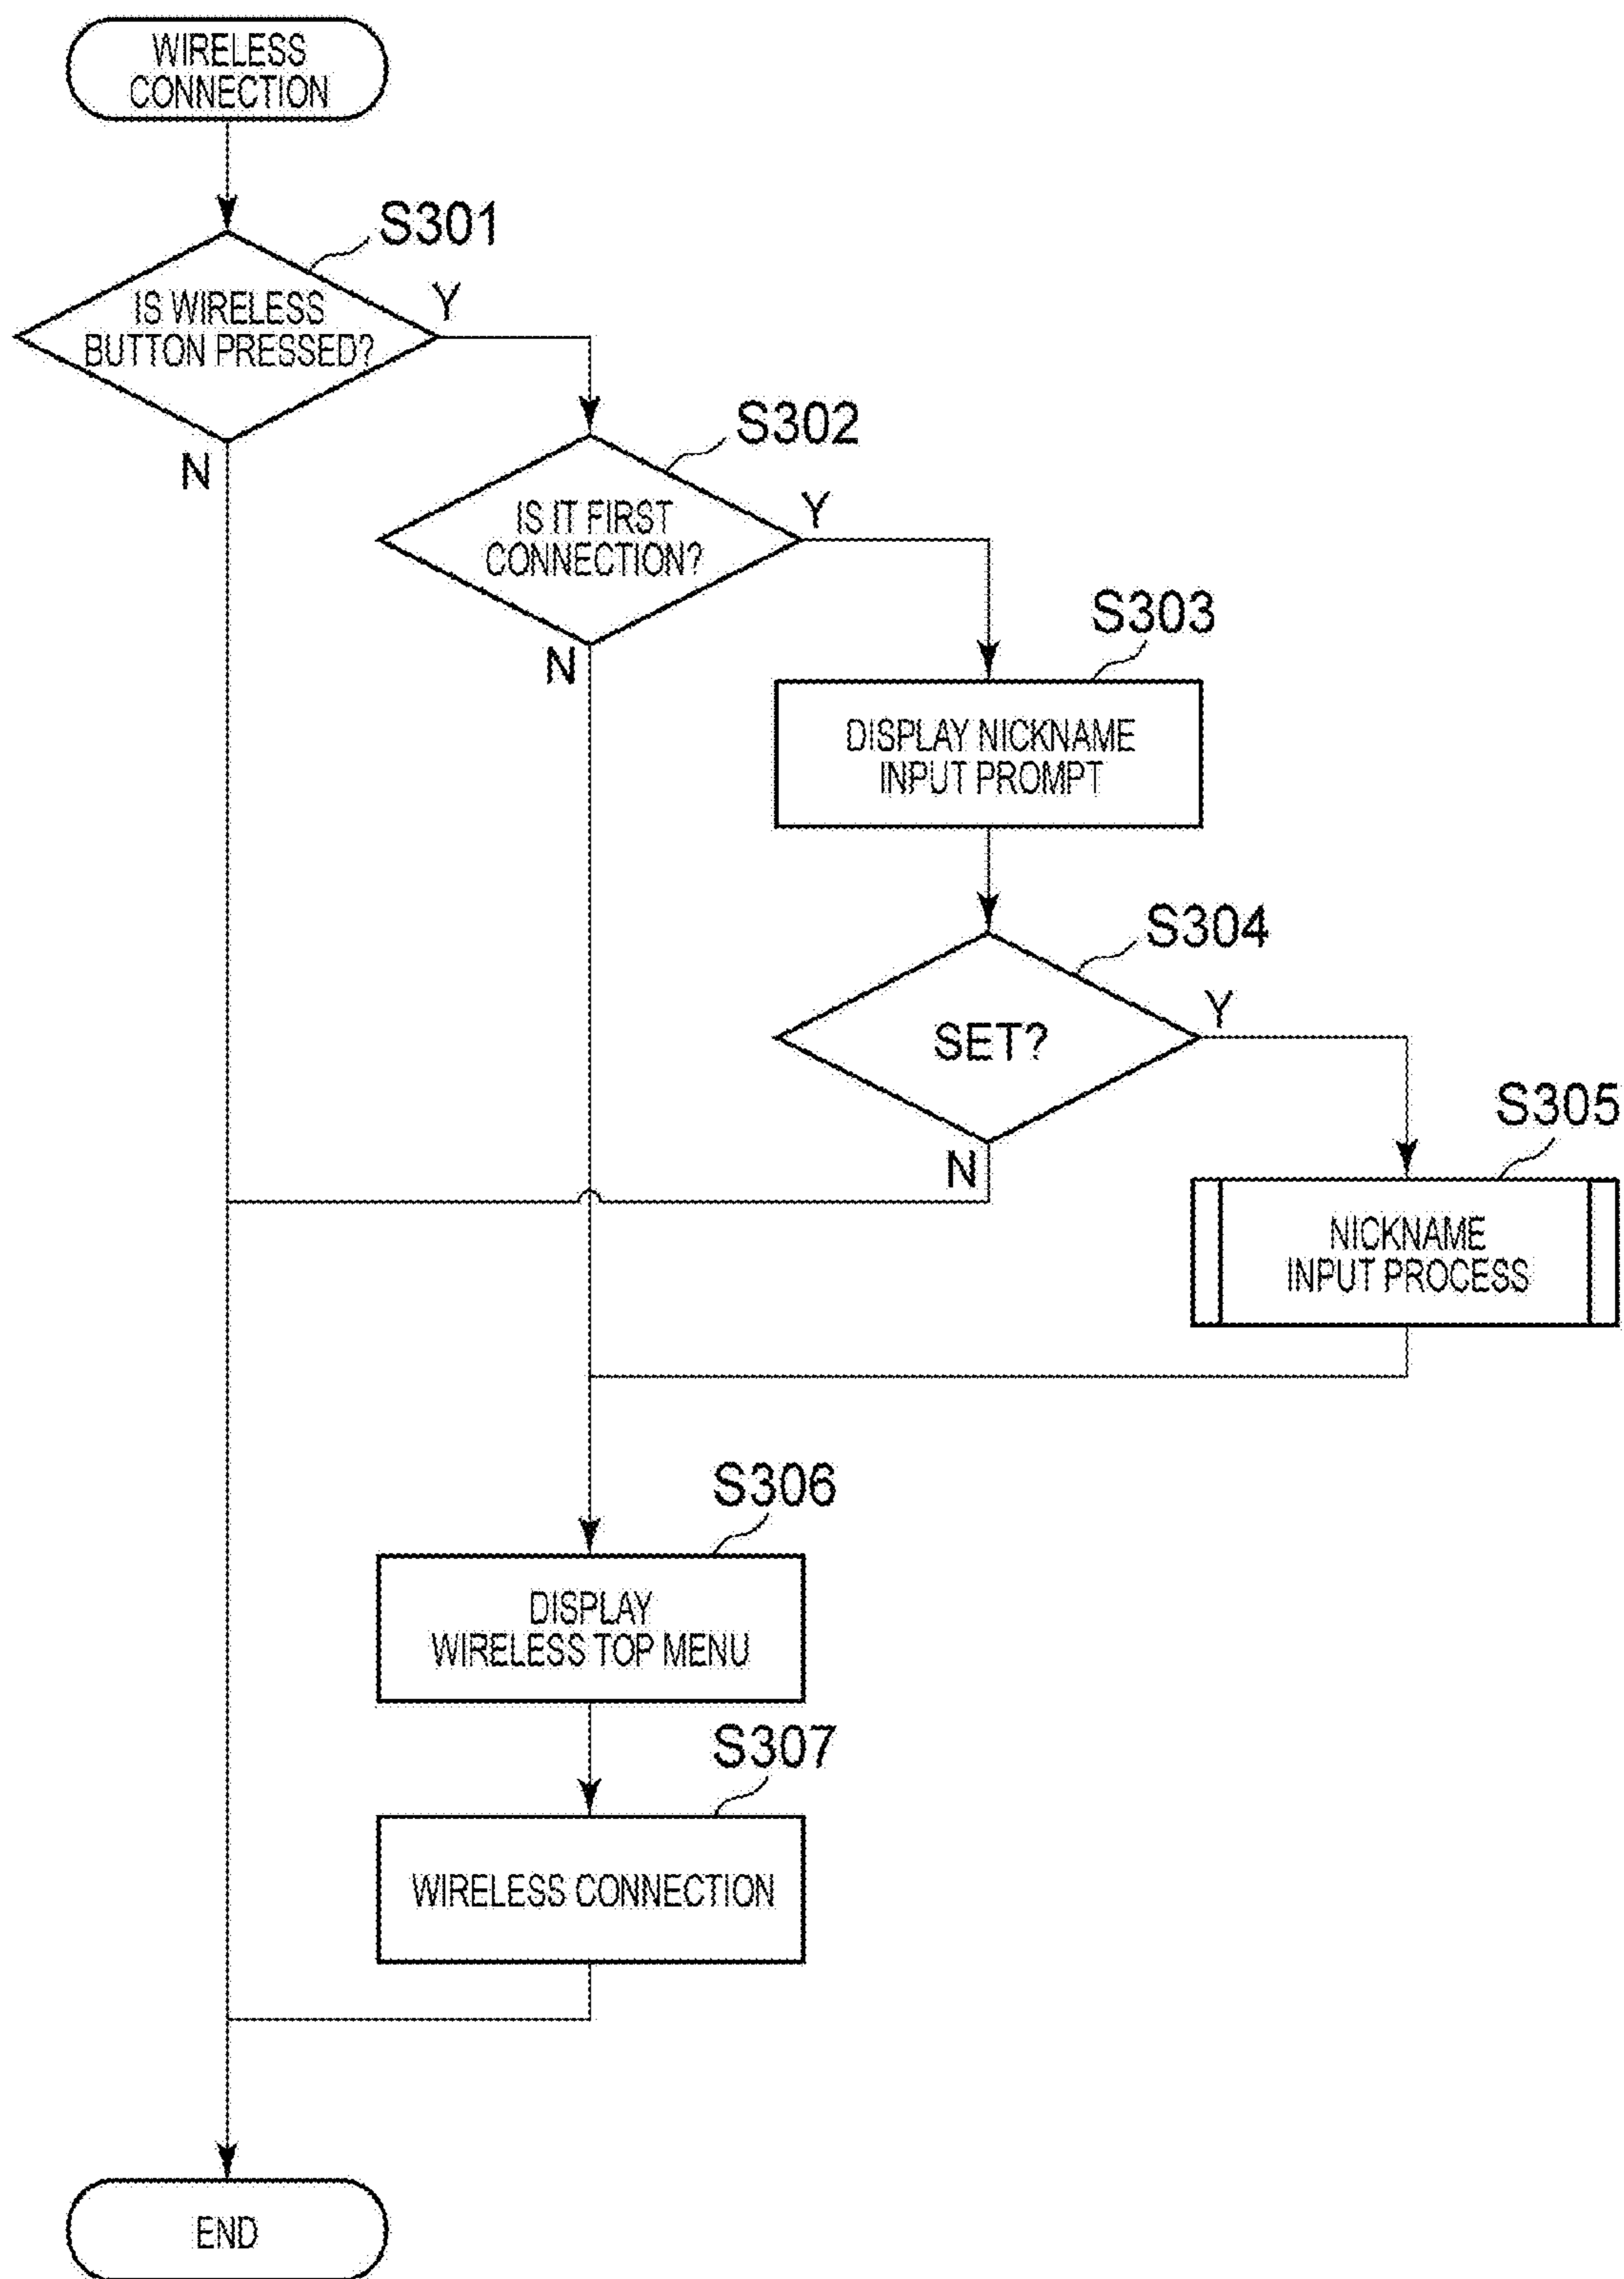 WIRELESS
CONNECTION
S301
IS WIRELESS
BUTTON PRESSED?
Y
N
S302
IS IT FIRST
CONNECTION?
Y
N
S303
DISPLAY NICKNAME
INPUT PROMPT
S304
SET?
Y
N
S305
NICKNAME
INPUT PROCESS
S306
DISPLAY
WIRELESS TOP MENU
S307
WIRELESS CONNECTION
END